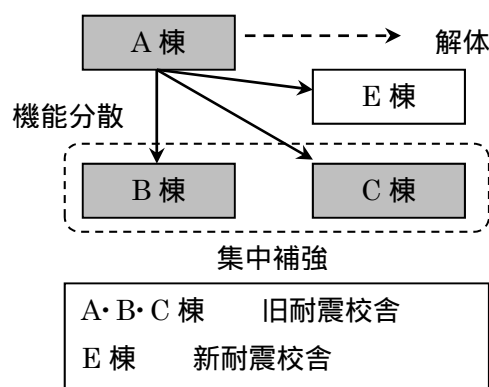 A 棟
解体
E 棟
機能分散
B 棟
C 棟
集中補強
A・B・C 棟　　旧耐震校舎
E 棟　　新耐震校舎